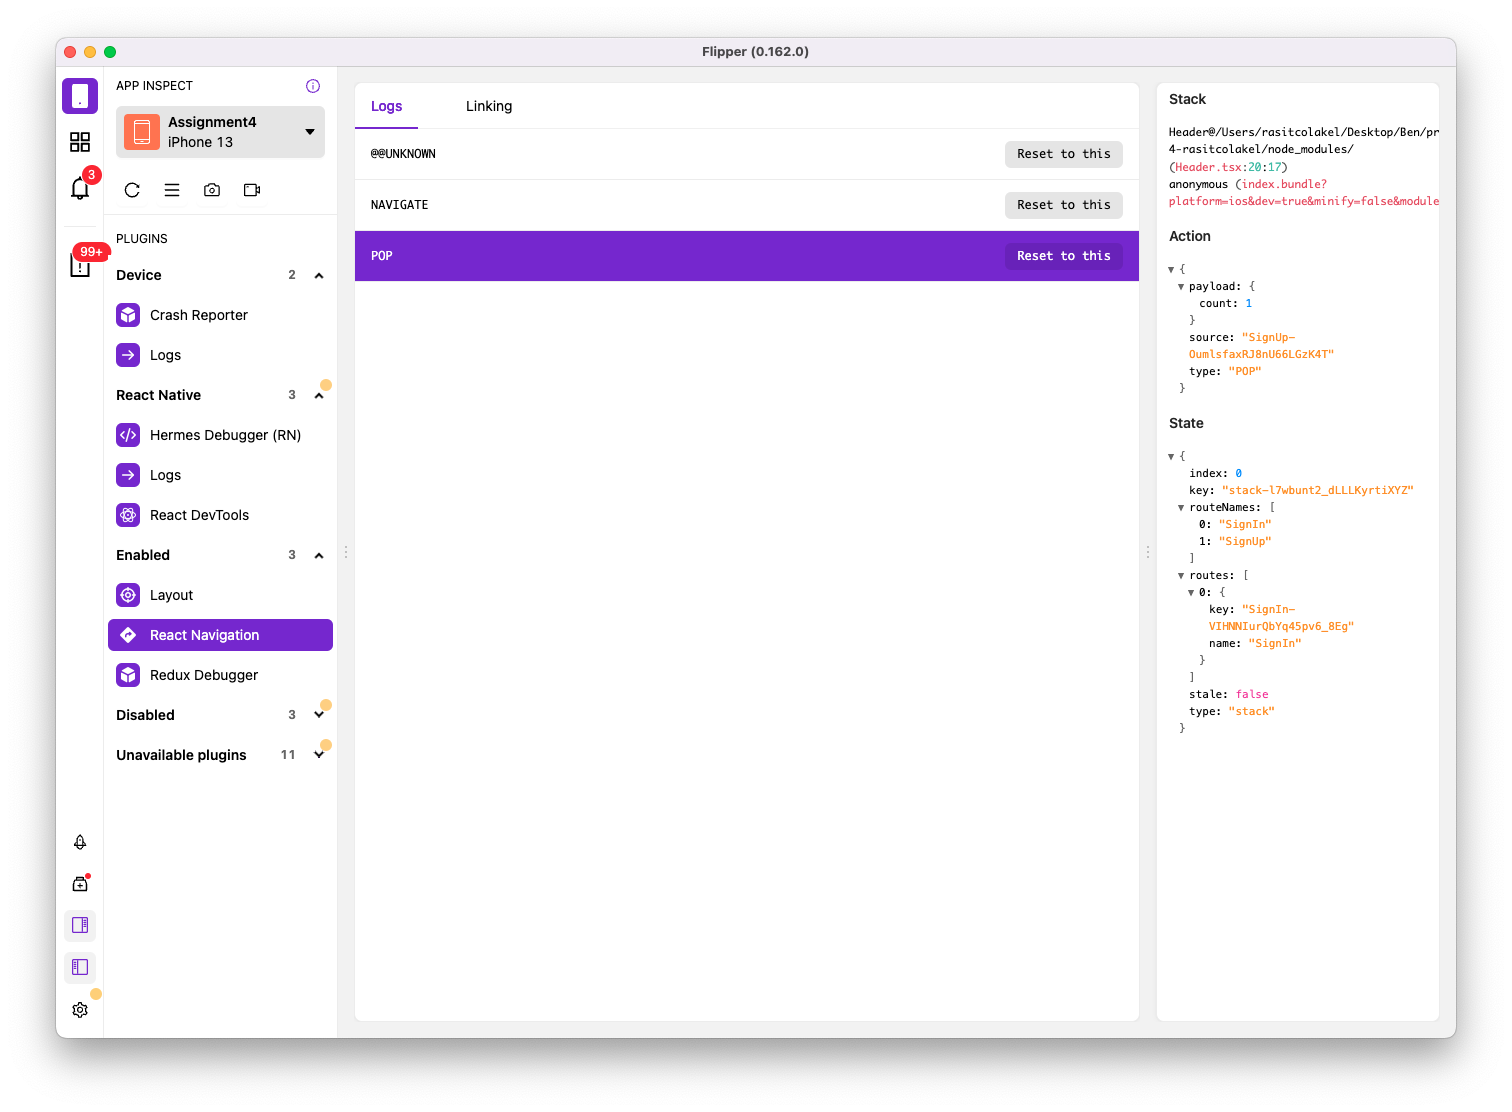 Flipper (0.162.0)
APP INSPECT
Assignment4
iPhone 13
3
99+
PLUGINS
Device 2
Crash Reporter
Logs
React Native 3
Hermes Debugger (RN)
Logs
React DevTools
Enabled 3
Layout
React Navigation
Redux Debugger
Disabled 3
Unavailable plugins 11
Logs Linking
@@UNKNOWN Reset to this
NAVIGATE Reset to this
POP Reset to this
Stack
Header@/Users/rasitcolakel/Desktop/Ben/pr
4-rasitcolakel/node_modules/
(Header.tsx:20:17)
anonymous (index.bundle?
platform=ios&dev=true&minify=false&module
Action
▼ {
▼ payload: {
count: 1
}
source: "SignUp-
OumlsfaxRJ8nU66LGzK4T"
type: "POP"
}
State
▼ {
index: 0
key: "stack-l7wbunt2_dLLLKyrtiXYZ"
▼ routeNames: [
0: "SignIn"
1: "SignUp"
]
▼ routes: [
▼ 0: {
key: "SignIn-
VIHNNIurQbYq45pv6_8Eg"
name: "SignIn"
}
]
stale: false
type: "stack"
}